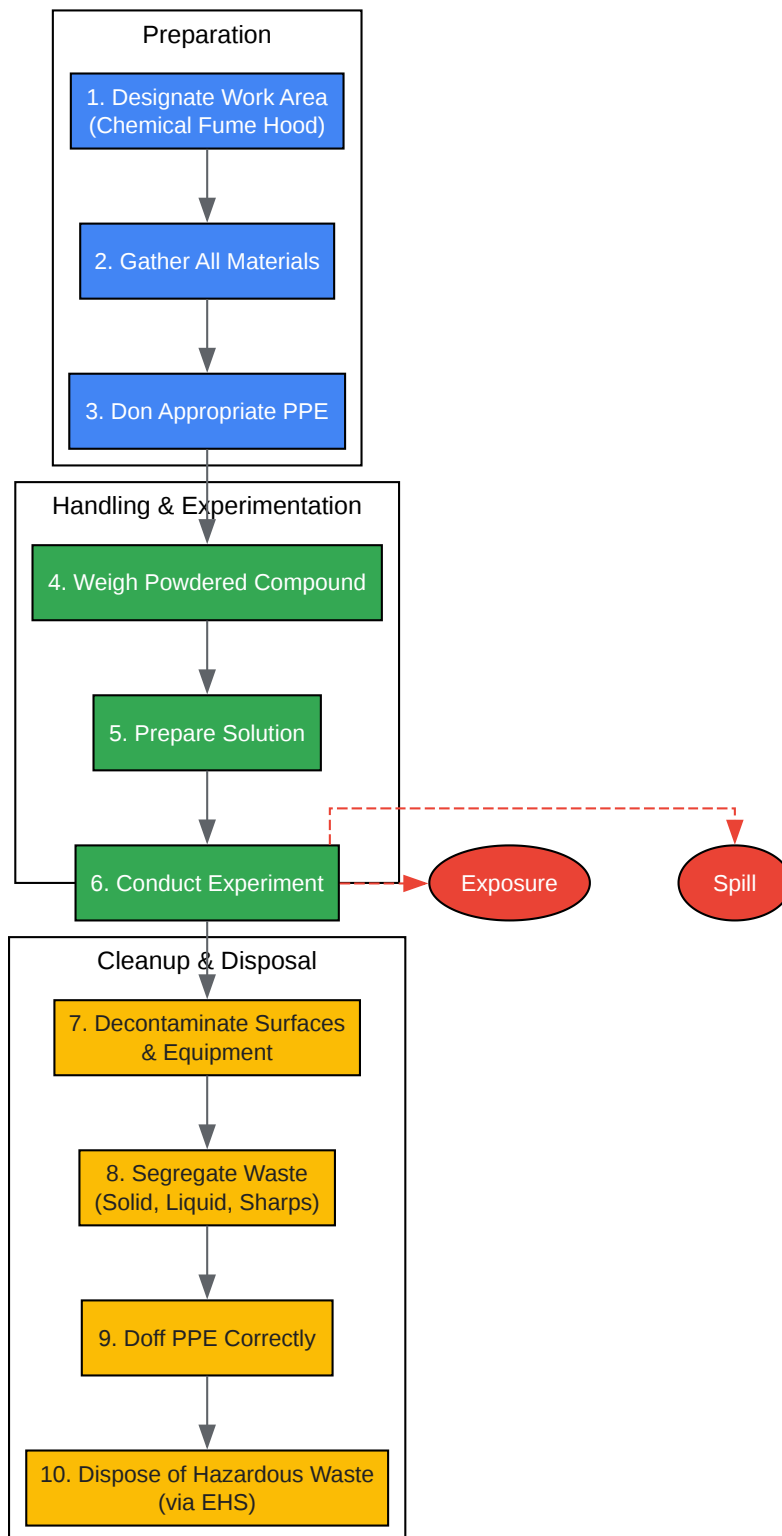 Preparation
1. Designate Work Area
(Chemical Fume Hood)
2. Gather All Materials
3. Don Appropriate PPE
Handling & Experimentation
4. Weigh Powdered Compound
5. Prepare Solution
6. Conduct Experiment
Exposure
Spill
Cleanup & Disposal
7. Decontaminate Surfaces
& Equipment
8. Segregate Waste
(Solid, Liquid, Sharps)
9. Doff PPE Correctly
10. Dispose of Hazardous Waste
(via EHS)